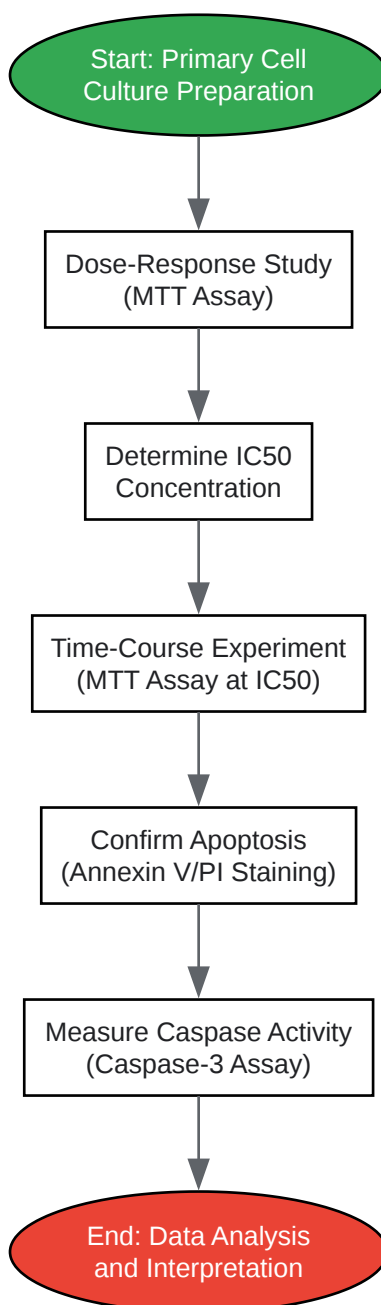 Start: Primary Cell
Culture Preparation
Dose-Response Study
(MTT Assay)
Determine IC50
Concentration
Time-Course Experiment
(MTT Assay at IC50)
Confirm Apoptosis
(Annexin V/PI Staining)
Measure Caspase Activity
(Caspase-3 Assay)
End: Data Analysis
and Interpretation